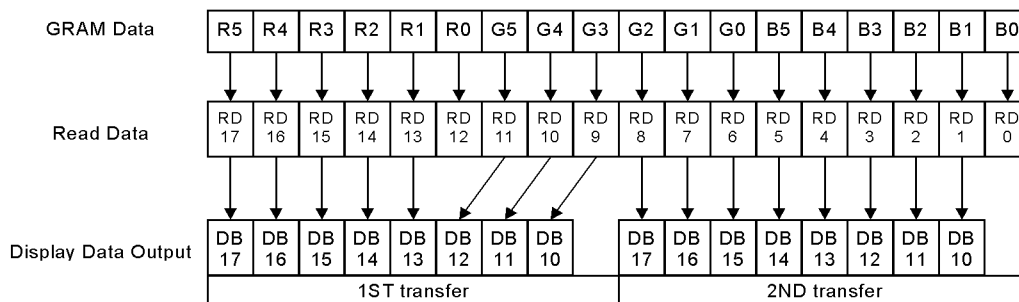 GRAM Data R5 R4 R3 R2 R1 R0 G5 G4 G3 G2 G1 G0 B5 B4 B3 B2 B1 B0
Read Data RD 17 RD 16 RD 15 RD 14 RD 13 RD 12 RD 11 RD 10 RD 9 RD 8 RD 7 RD 6 RD 5 RD 4 RD 3 RD 2 RD 1 RD 0
Display Data Output DB 17 DB 16 DB 15 DB 14 DB 13 DB 12 DB 11 DB 10 DB 17 DB 16 DB 15 DB 14 DB 13 DB 12 DB 11 DB 10
1ST transfer 2ND transfer